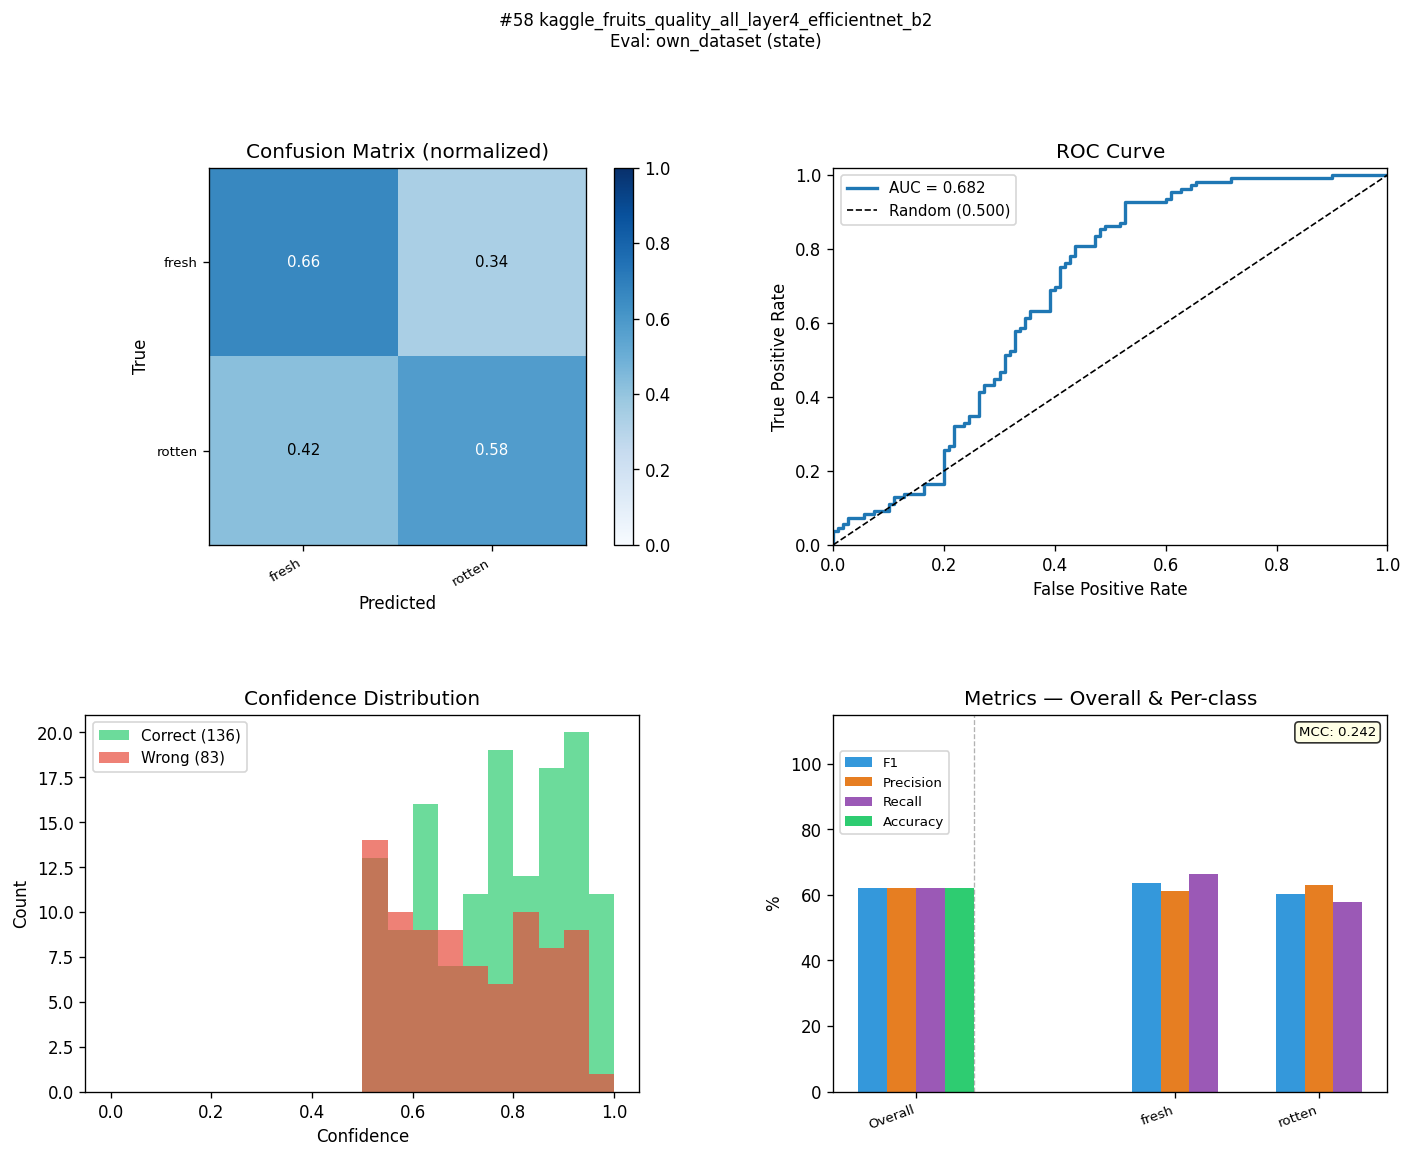 #58 kaggle_fruits_quality_all_layer4_efficientnet_b2
Eval: own_dataset (state)
Confusion Matrix (normalized)
True
fresh
rotten
0.66
0.34
0.42
0.58
fresh
rotten
Predicted
1.0
0.8
0.6
0.4
0.2
0.0
ROC Curve
AUC = 0.682
Random (0.500)
True Positive Rate
1.0
0.8
0.6
0.4
0.2
0.0
0.0
0.2
0.4
0.6
0.8
1.0
False Positive Rate
Confidence Distribution
Correct (136)
Wrong (83)
Count
20.0
17.5
15.0
12.5
10.0
7.5
5.0
2.5
0.0
0.0
0.2
0.4
0.6
0.8
1.0
Confidence
Metrics — Overall & Per-class
MCC: 0.242
F1
Precision
Recall
Accuracy
%
100
80
60
40
20
0
Overall
fresh
rotten